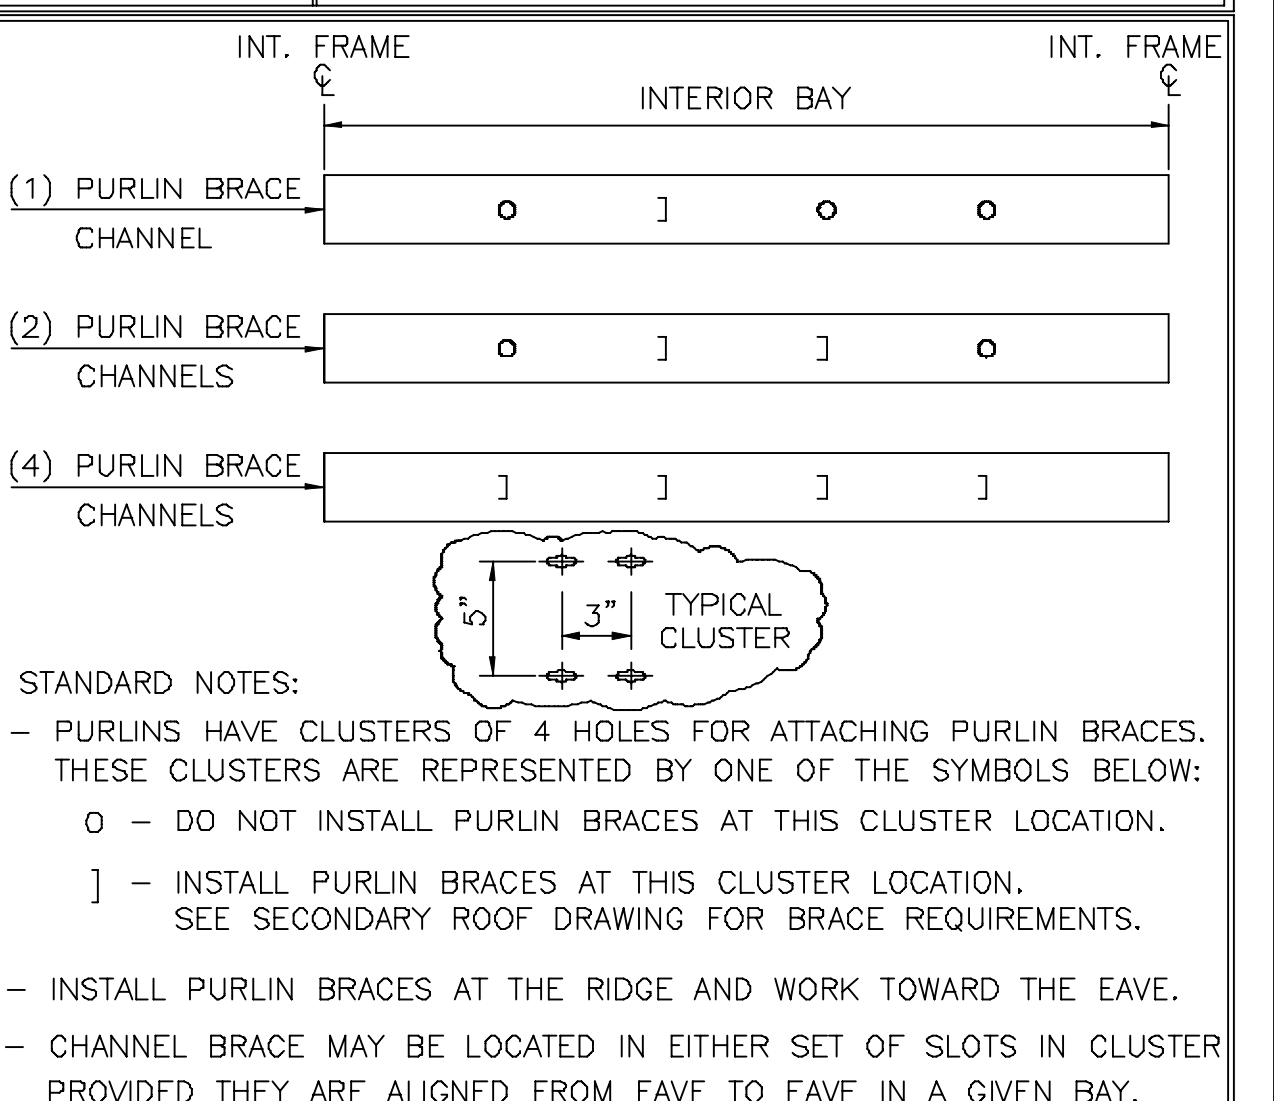 INT. FRAME
INT. FRAME
℄
℄
INTERIOR BAY
(1) PURLIN BRACE
CHANNEL
O ] O O
(2) PURLIN BRACE
CHANNELS
O ] ] O
(4) PURLIN BRACE
CHANNELS
] ] ] ]
5"
3"
TYPICAL
CLUSTER
STANDARD NOTES:
– PURLINS HAVE CLUSTERS OF 4 HOLES FOR ATTACHING PURLIN BRACES.
THESE CLUSTERS ARE REPRESENTED BY ONE OF THE SYMBOLS BELOW:
O – DO NOT INSTALL PURLIN BRACES AT THIS CLUSTER LOCATION.
] – INSTALL PURLIN BRACES AT THIS CLUSTER LOCATION.
SEE SECONDARY ROOF DRAWING FOR BRACE REQUIREMENTS.
– INSTALL PURLIN BRACES AT THE RIDGE AND WORK TOWARD THE EAVE.
– CHANNEL BRACE MAY BE LOCATED IN EITHER SET OF SLOTS IN CLUSTER
PROVIDED THEY ARE ALIGNED FROM EAVE TO EAVE IN A GIVEN BAY.